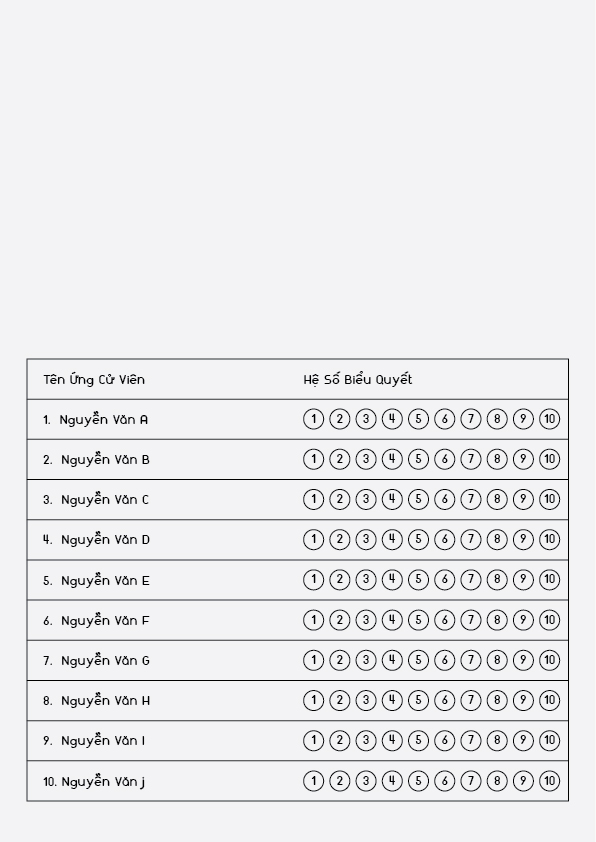 Tên Ứng Cử Viên Hệ Số Biểu Quyết
1. Nguyễn Văn A 1 2 3 4 5 6 7 8 9 10
2. Nguyễn Văn B 1 2 3 4 5 6 7 8 9 10
3. Nguyễn Văn C 1 2 3 4 5 6 7 8 9 10
4. Nguyễn Văn D 1 2 3 4 5 6 7 8 9 10
5. Nguyễn Văn E 1 2 3 4 5 6 7 8 9 10
6. Nguyễn Văn F 1 2 3 4 5 6 7 8 9 10
7. Nguyễn Văn G 1 2 3 4 5 6 7 8 9 10
8. Nguyễn Văn H 1 2 3 4 5 6 7 8 9 10
9. Nguyễn Văn I 1 2 3 4 5 6 7 8 9 10
10. Nguyễn Văn j 1 2 3 4 5 6 7 8 9 10